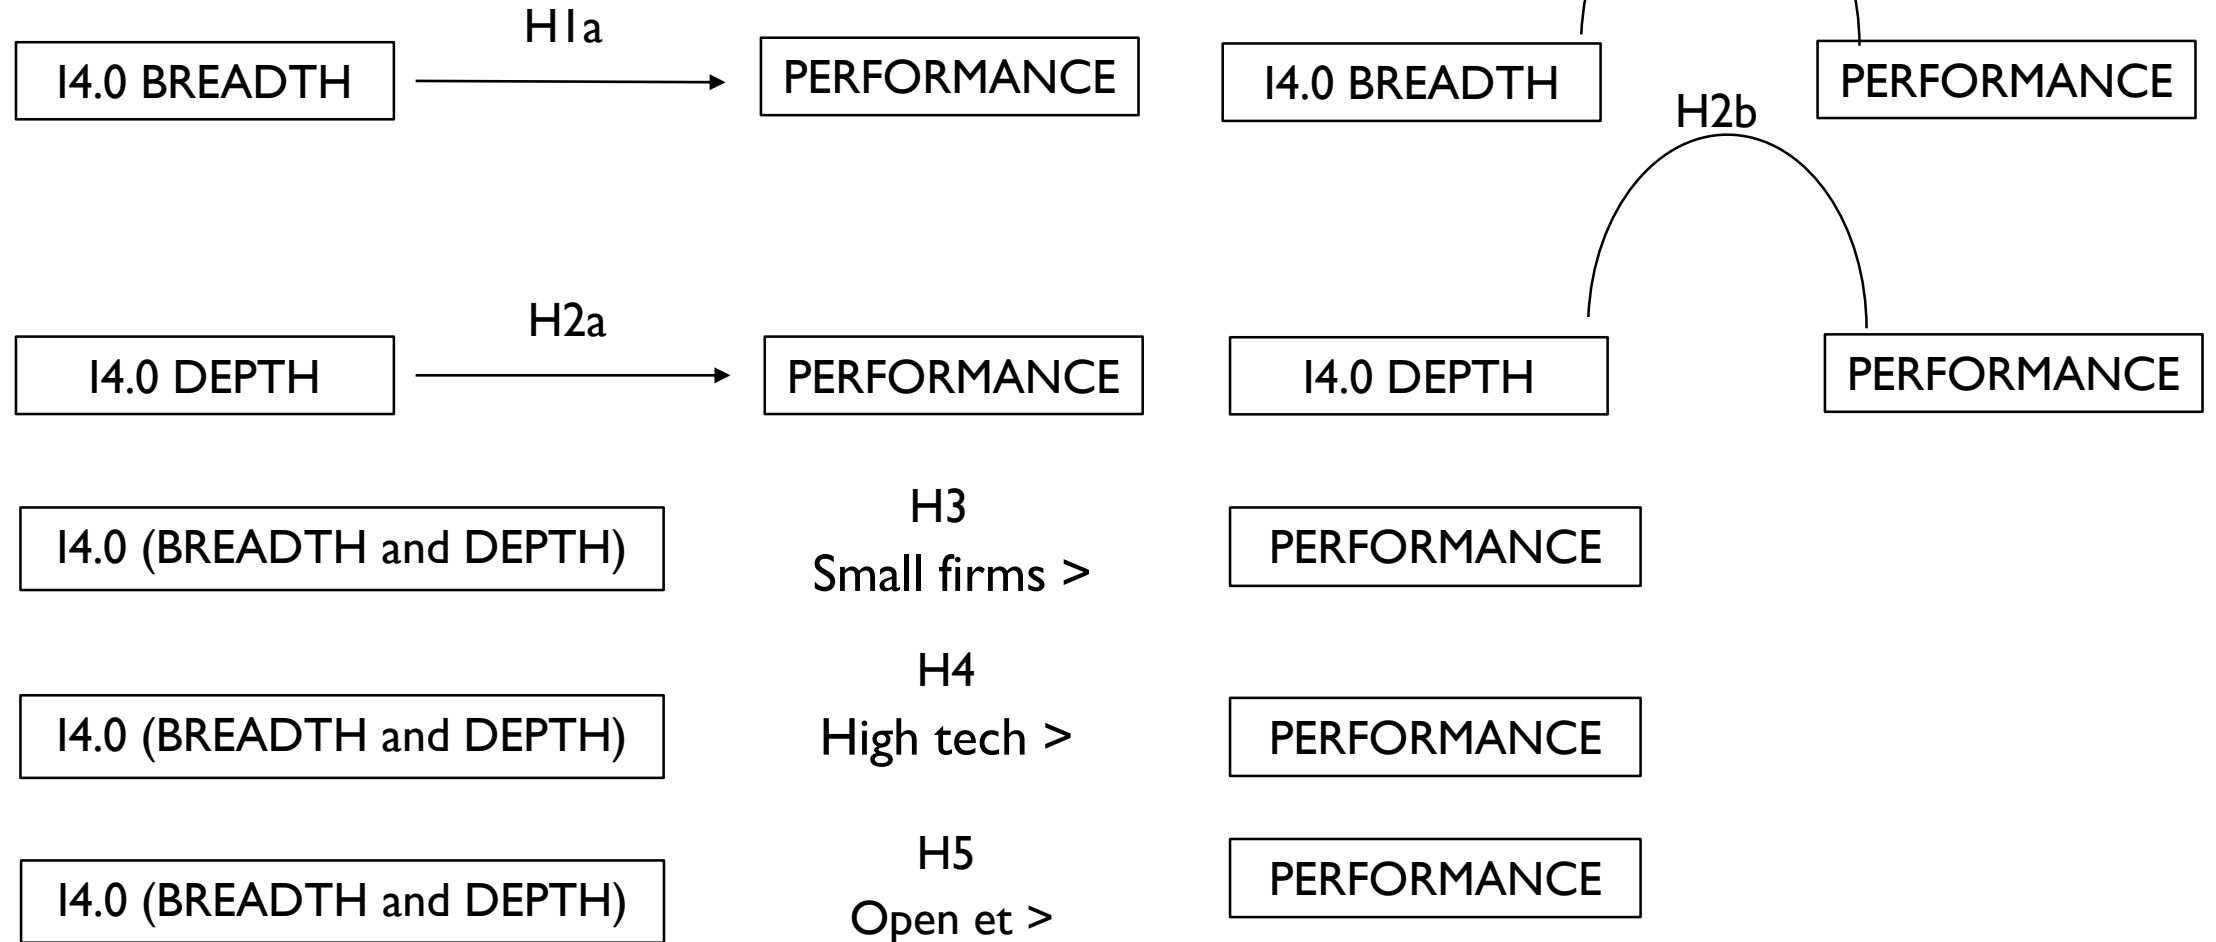 H1a
I4.0 BREADTH
PERFORMANCE
I4.0 BREADTH
PERFORMANCE
H2b
H2a
I4.0 DEPTH
PERFORMANCE
I4.0 DEPTH
PERFORMANCE
H3
I4.0 (BREADTH and DEPTH)
Small firms >
PERFORMANCE
H4
I4.0 (BREADTH and DEPTH)
High tech >
PERFORMANCE
H5
I4.0 (BREADTH and DEPTH)
Open et >
PERFORMANCE